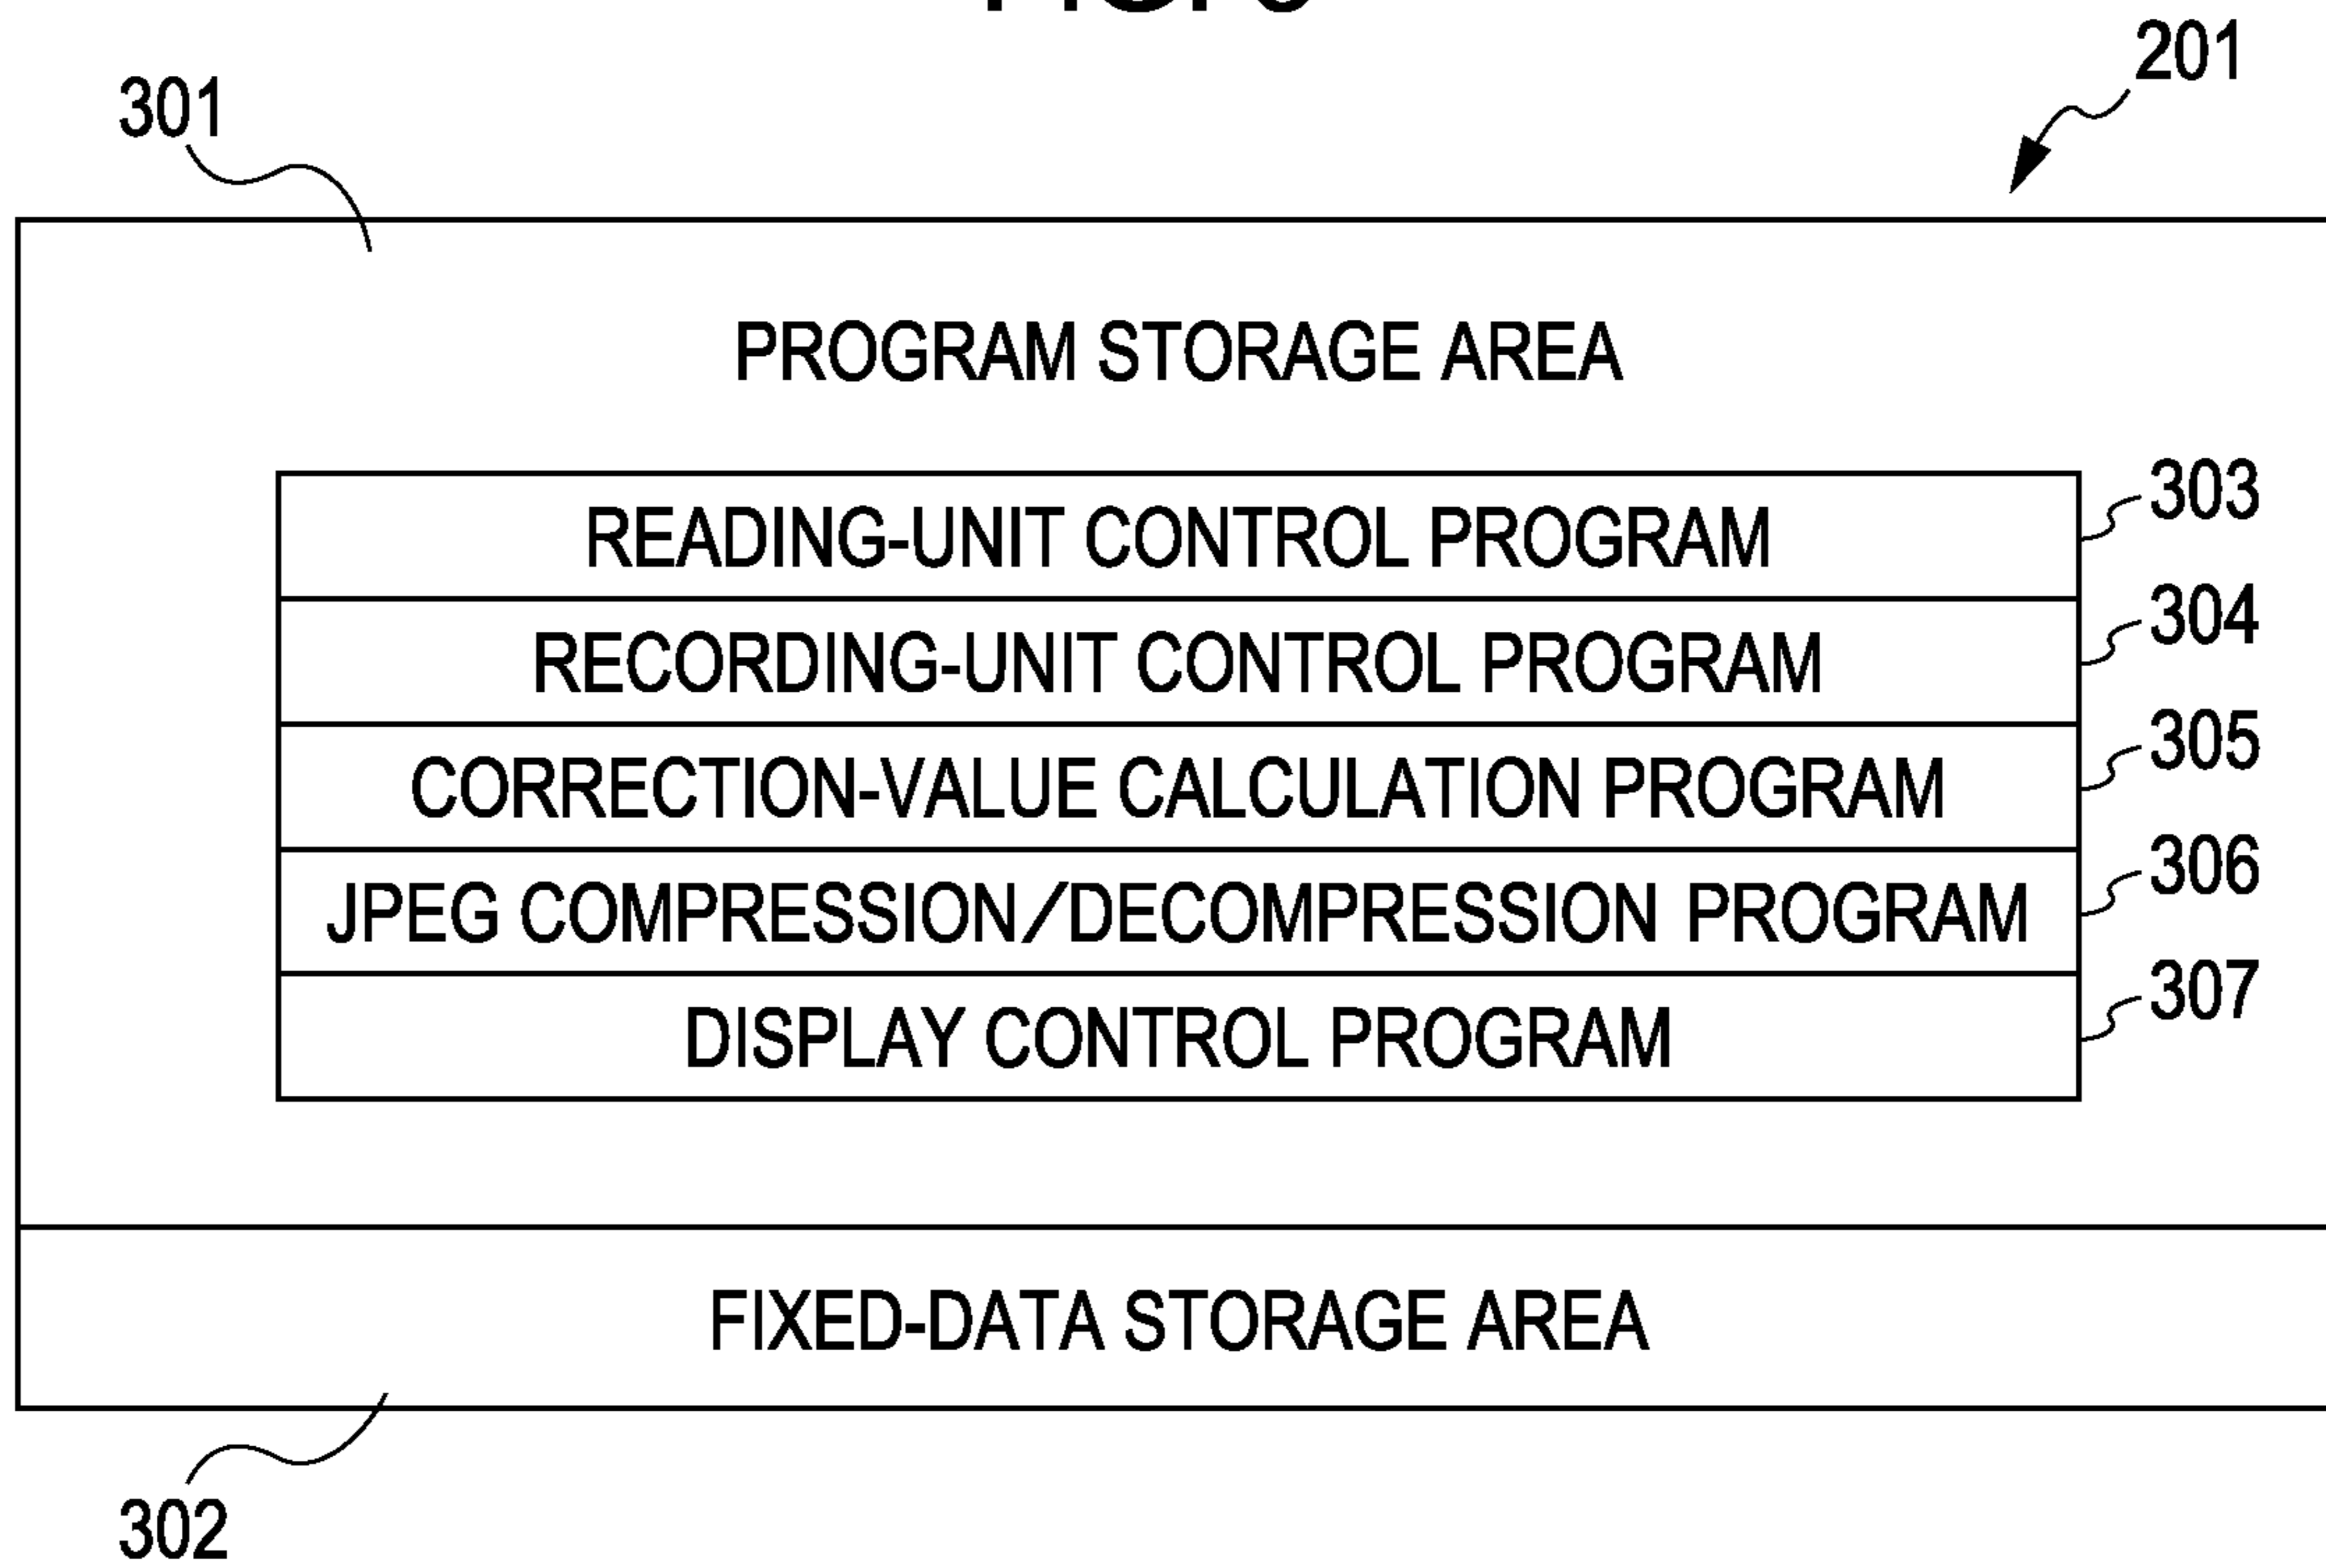 201
301
PROGRAM STORAGE AREA
READING-UNIT CONTROL PROGRAM 303
RECORDING-UNIT CONTROL PROGRAM 304
CORRECTION-VALUE CALCULATION PROGRAM 305
JPEG COMPRESSION/DECOMPRESSION PROGRAM 306
DISPLAY CONTROL PROGRAM 307
FIXED-DATA STORAGE AREA
302